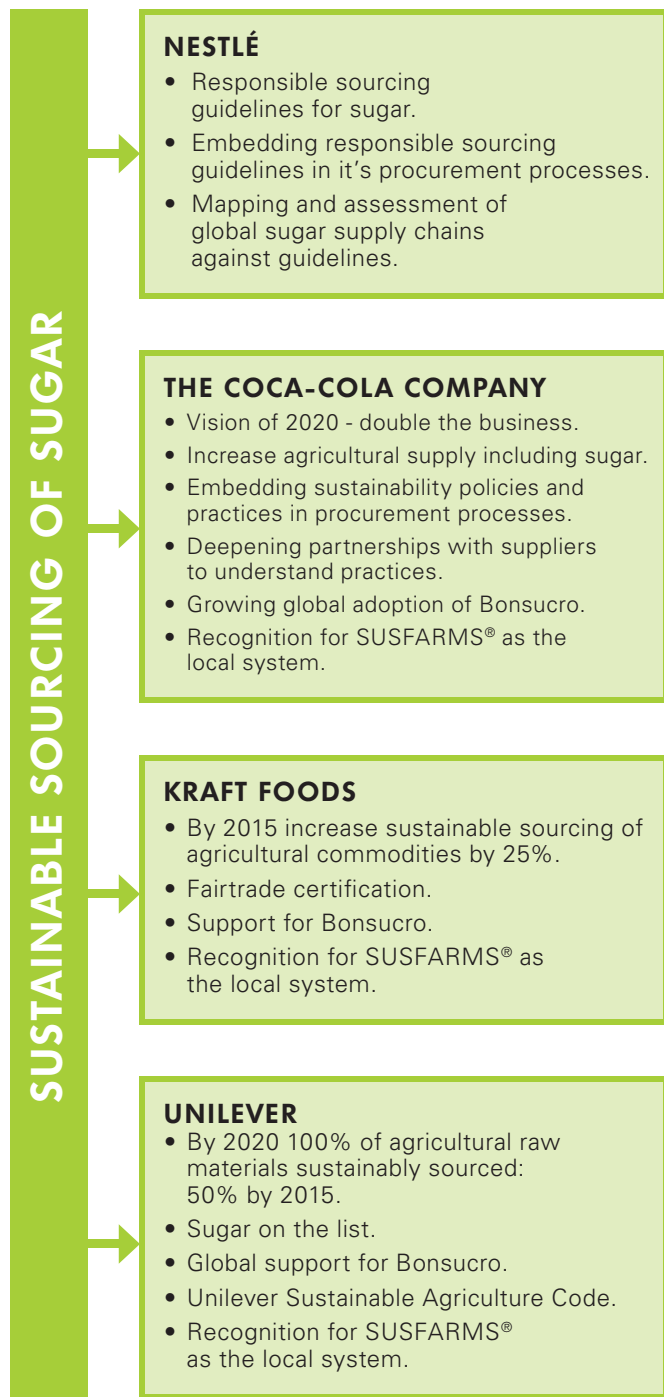 SUSTAINABLE SOURCING OF SUGAR
NESTLÉ
• Responsible sourcing
guidelines for sugar.
• Embedding responsible sourcing
guidelines in it's procurement processes.
• Mapping and assessment of
global sugar supply chains
against guidelines.
THE COCA-COLA COMPANY
• Vision of 2020 - double the business.
• Increase agricultural supply including sugar.
• Embedding sustainability policies and
practices in procurement processes.
• Deepening partnerships with suppliers
to understand practices.
• Growing global adoption of Bonsucro.
• Recognition for SUSFARMS® as the
local system.
KRAFT FOODS
• By 2015 increase sustainable sourcing of
agricultural commodities by 25%.
• Fairtrade certification.
• Support for Bonsucro.
• Recognition for SUSFARMS® as
the local system.
UNILEVER
• By 2020 100% of agricultural raw
materials sustainably sourced:
50% by 2015.
• Sugar on the list.
• Global support for Bonsucro.
• Unilever Sustainable Agriculture Code.
• Recognition for SUSFARMS®
as the local system.